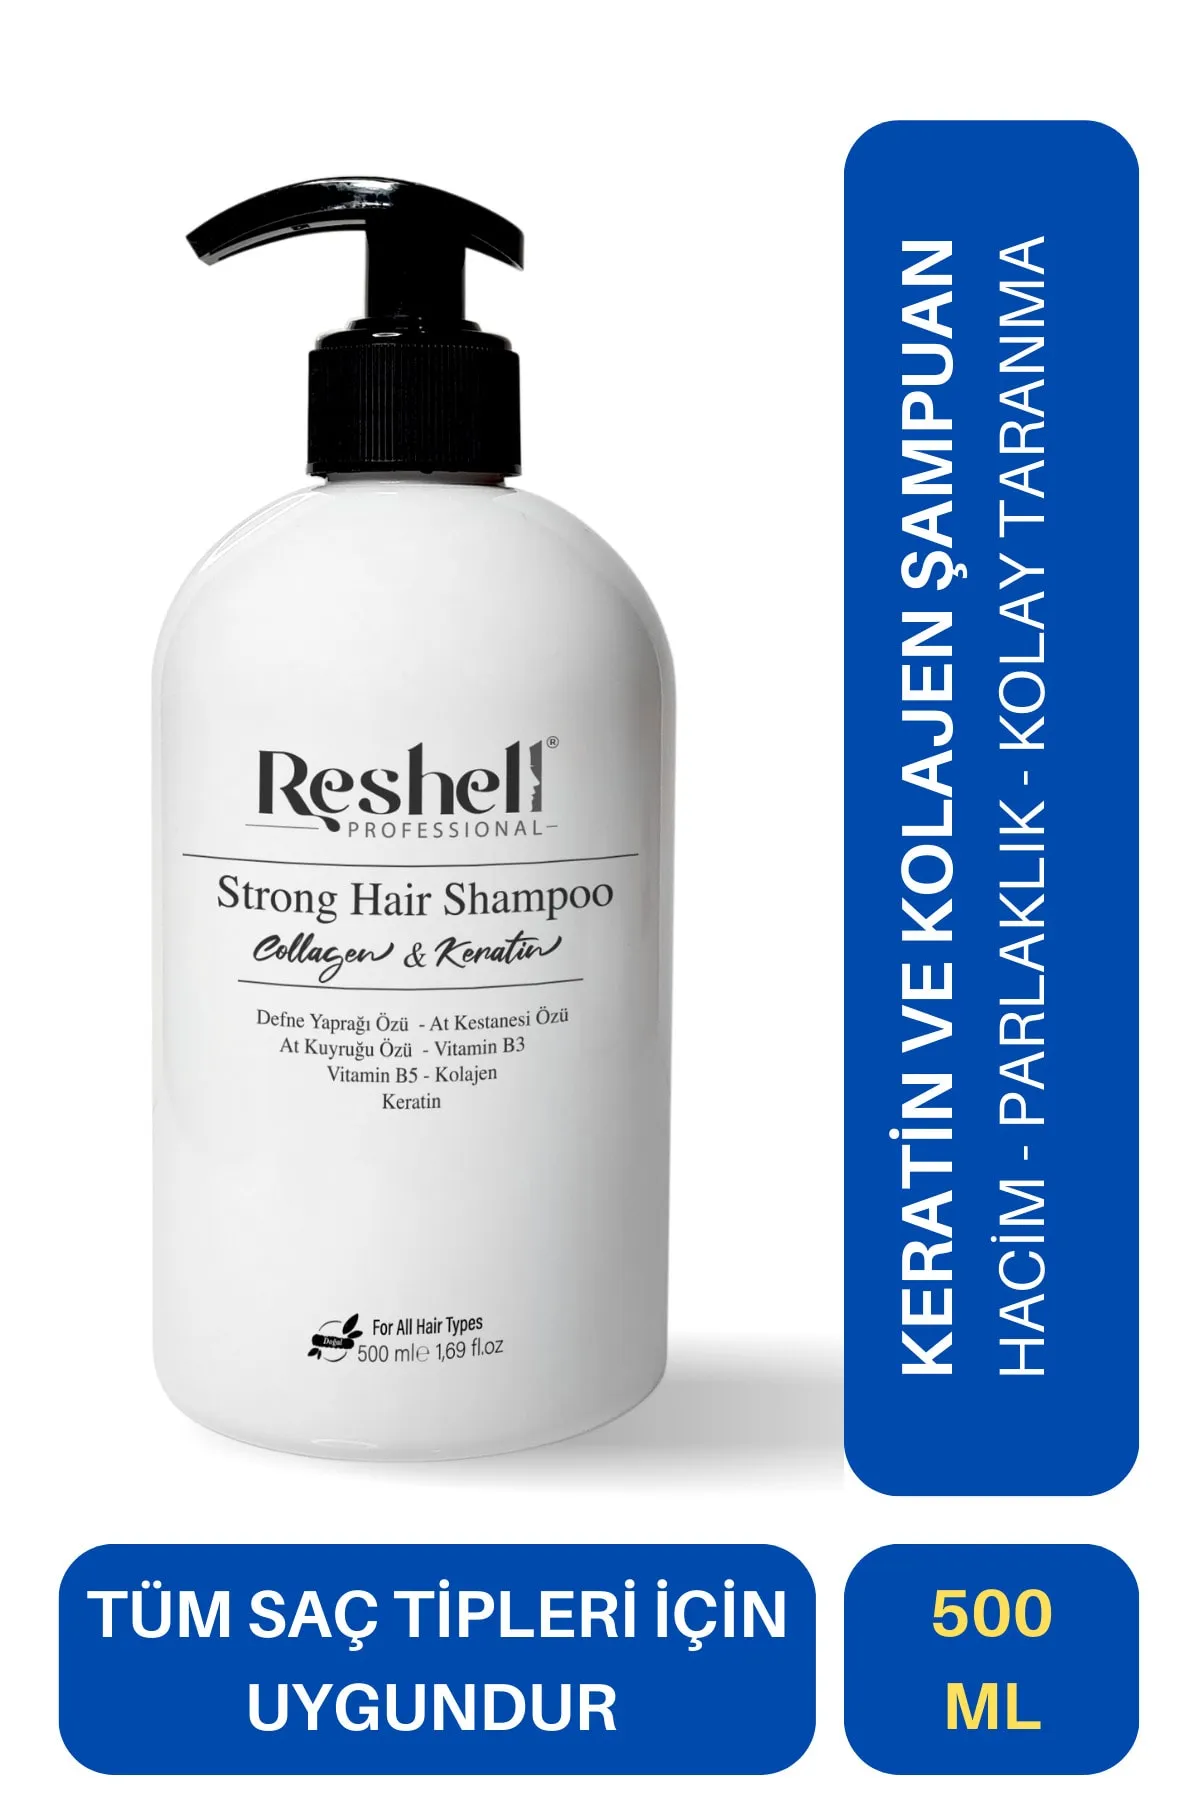 Reshell®
PROFESSIONAL
Strong Hair Shampoo
Collagen & Keratin
Defne Yaprağı Özü - At Kestanesi Özü
At Kuyruğu Özü - Vitamin B3
Vitamin B5 - Kolajen
Keratin
Doğal
For All Hair Types
500 ml℮ 1,69 fl.oz
KERATİN VE KOLAJEN ŞAMPUAN
HACİM - PARLAKLIK - KOLAY TARANMA
TÜM SAÇ TİPLERİ İÇİN
UYGUNDUR
500
ML